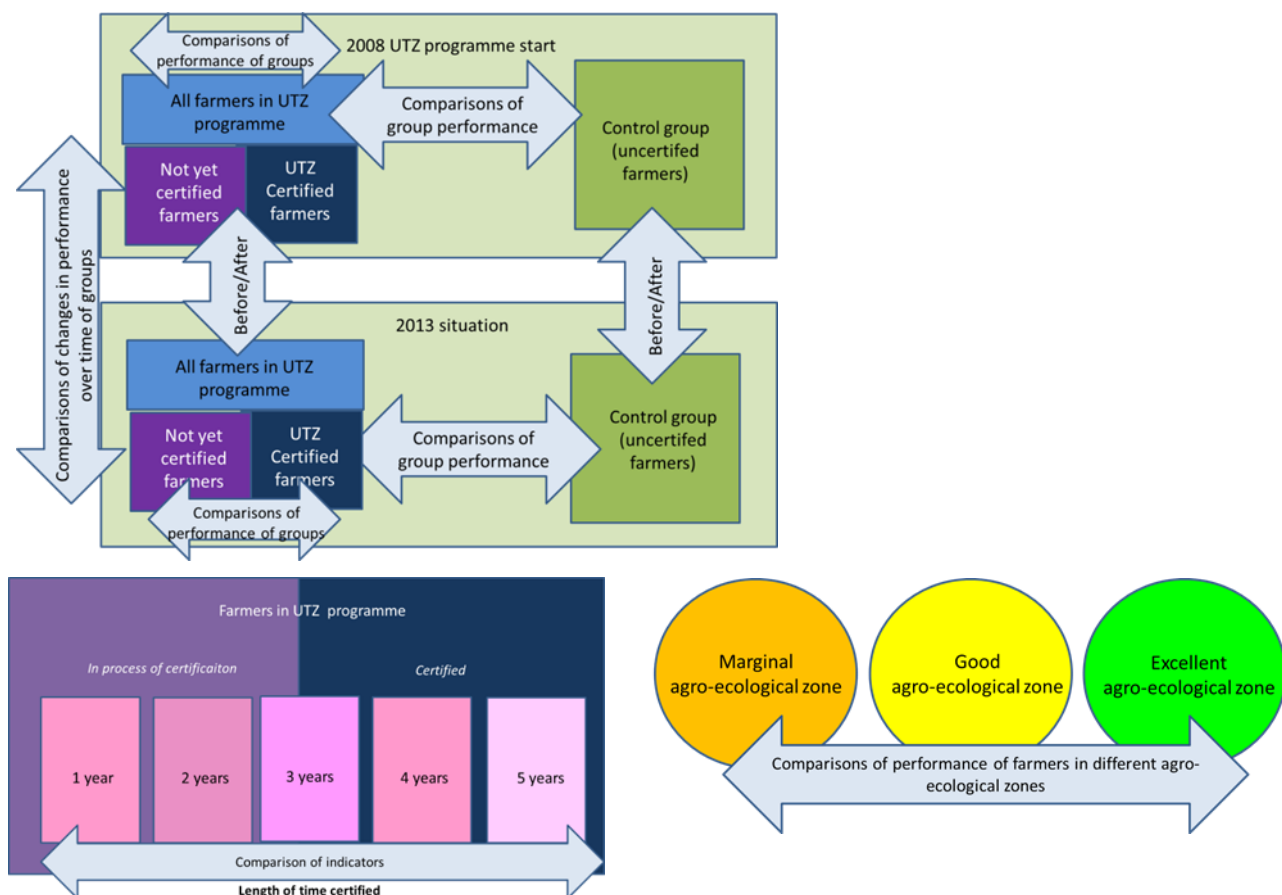 Comparisons of
performance of groups
2008 UTZ programme start
All farmers in UTZ
programme
Comparisons of
group performance
Control group
(uncertifed
farmers)
Not yet
certified
farmers
UTZ
Certified
farmers
Comparisons of changes in performance
over time of groups
Before/After
Before/After
2013 situation
All farmers in UTZ
programme
Not yet
certified
farmers
UTZ
Certified
farmers
Comparisons of
group performance
Control group
(uncertifed
farmers)
Comparisons of
performance of groups
Farmers in UTZ programme
In process of certificaiton
Certified
1 year
2 years
3 years
4 years
5 years
Comparison of indicators
Length of time certified
Marginal
agro-ecological zone
Good
agro-ecological zone
Excellent
agro-ecological zone
Comparisons of performance of farmers in different agro-
ecological zones